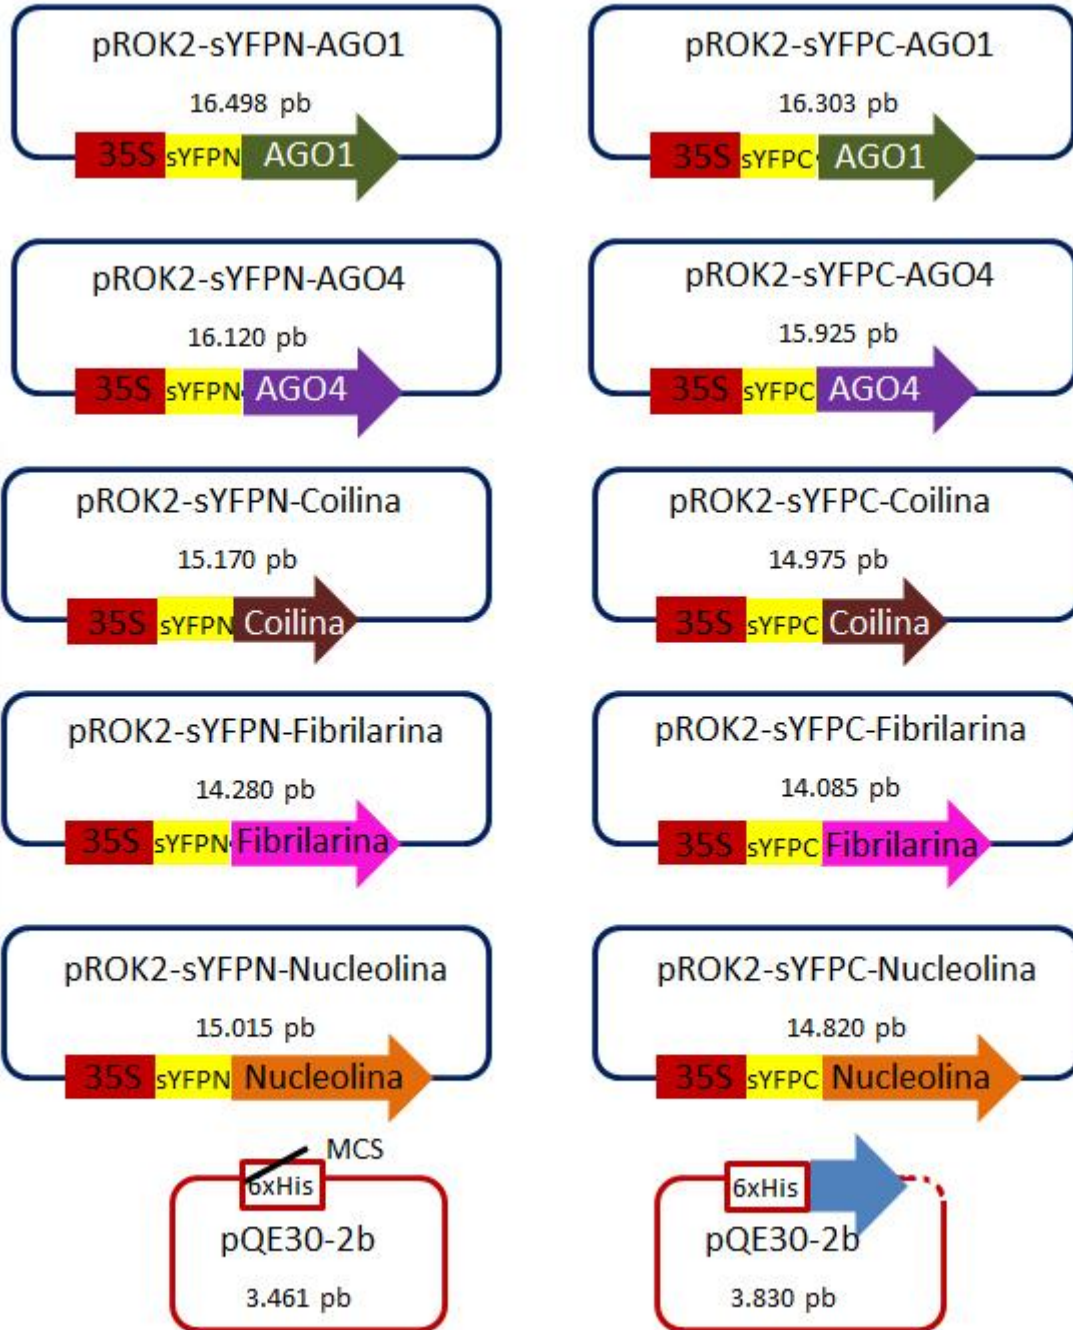 pROK2-sYFPN-AGO1
16.498 pb
35S sYFPN AGO1
pROK2-sYFPC-AGO1
16.303 pb
35S sYFPC AGO1
pROK2-sYFPN-AGO4
16.120 pb
35S sYFPN AGO4
pROK2-sYFPC-AGO4
15.925 pb
35S sYFPC AGO4
pROK2-sYFPN-Coilina
15.170 pb
35S sYFPN Coilina
pROK2-sYFPC-Coilina
14.975 pb
35S sYFPC Coilina
pROK2-sYFPN-Fibrilarina
14.280 pb
35S sYFPN Fibrilarina
pROK2-sYFPC-Fibrilarina
14.085 pb
35S sYFPC Fibrilarina
pROK2-sYFPN-Nucleolina
15.015 pb
35S sYFPN Nucleolina
pROK2-sYFPC-Nucleolina
14.820 pb
35S sYFPC Nucleolina
MCS
6xHis
pQE30-2b
3.461 pb
6xHis
pQE30-2b
3.830 pb